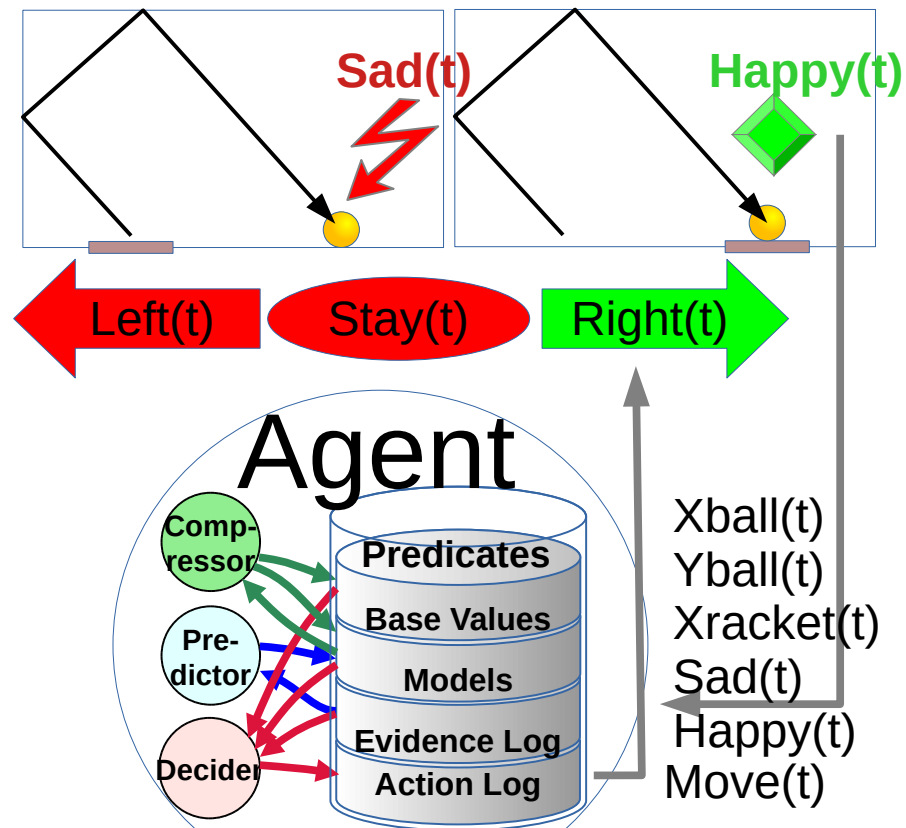 Sad(t)
Happy(t)
Left(t)
Stay(t)
Right(t)
Agent
Comp-
ressor
Pre-
dictor
Decider
Predicates
Base Values
Models
Evidence Log
Action Log
Xball(t)
Yball(t)
Xracket(t)
Sad(t)
Happy(t)
Move(t)